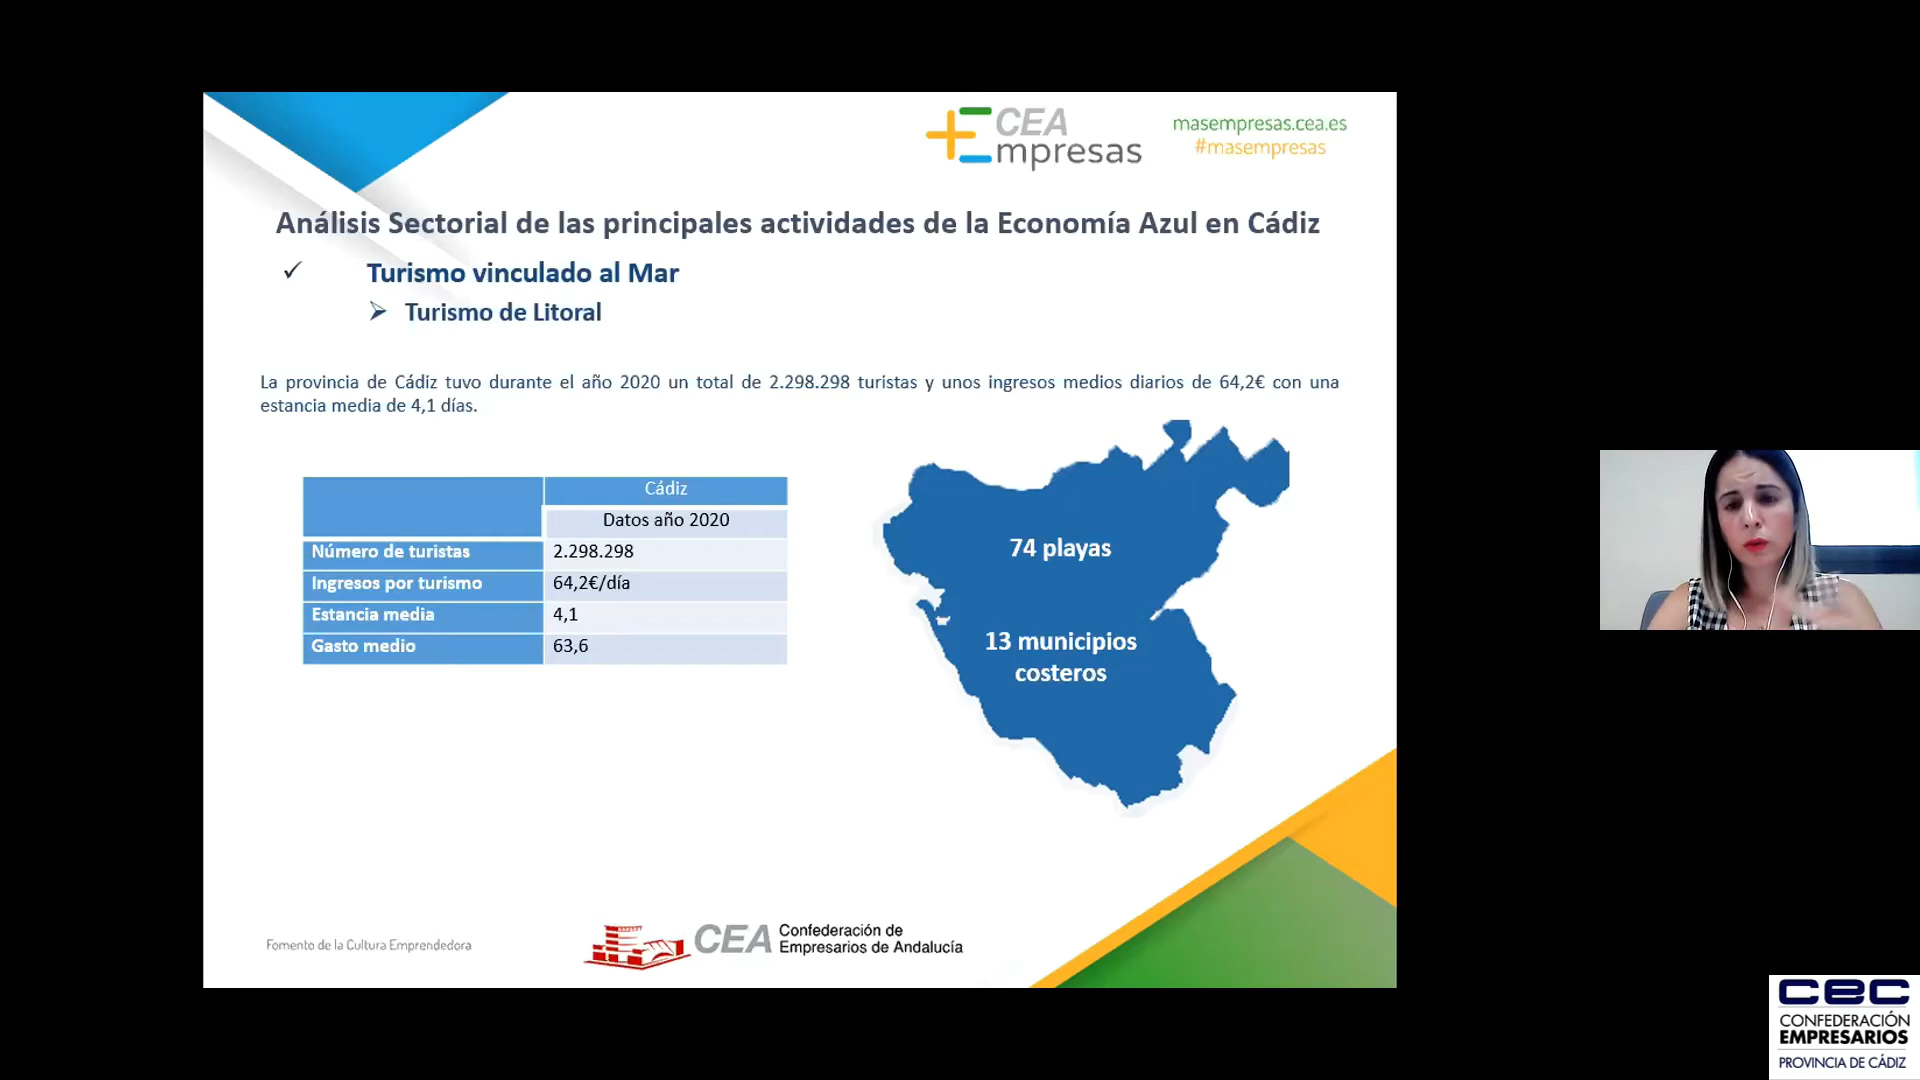 CEA
mpresas
masempresas.cea.es
#masempresas
Análisis Sectorial de las principales actividades de la Economía Azul en Cádiz
Turismo vinculado al Mar
Turismo de Litoral
La provincia de Cádiz tuvo durante el año 2020 un total de 2.298.298 turistas y unos ingresos medios diarios de 64,2€ con una
estancia media de 4,1 días.
Cádiz
Datos año 2020
Número de turistas 2.298.298
Ingresos por turismo 64,2€/día
Estancia media 4,1
Gasto medio 63,6
74 playas
13 municipios
costeros
Fomento de la Cultura Emprendedora
CEA Confederación de
Empresarios de Andalucía
cec
CONFEDERACIÓN
EMPRESARIOS
PROVINCIA DE CÁDIZ